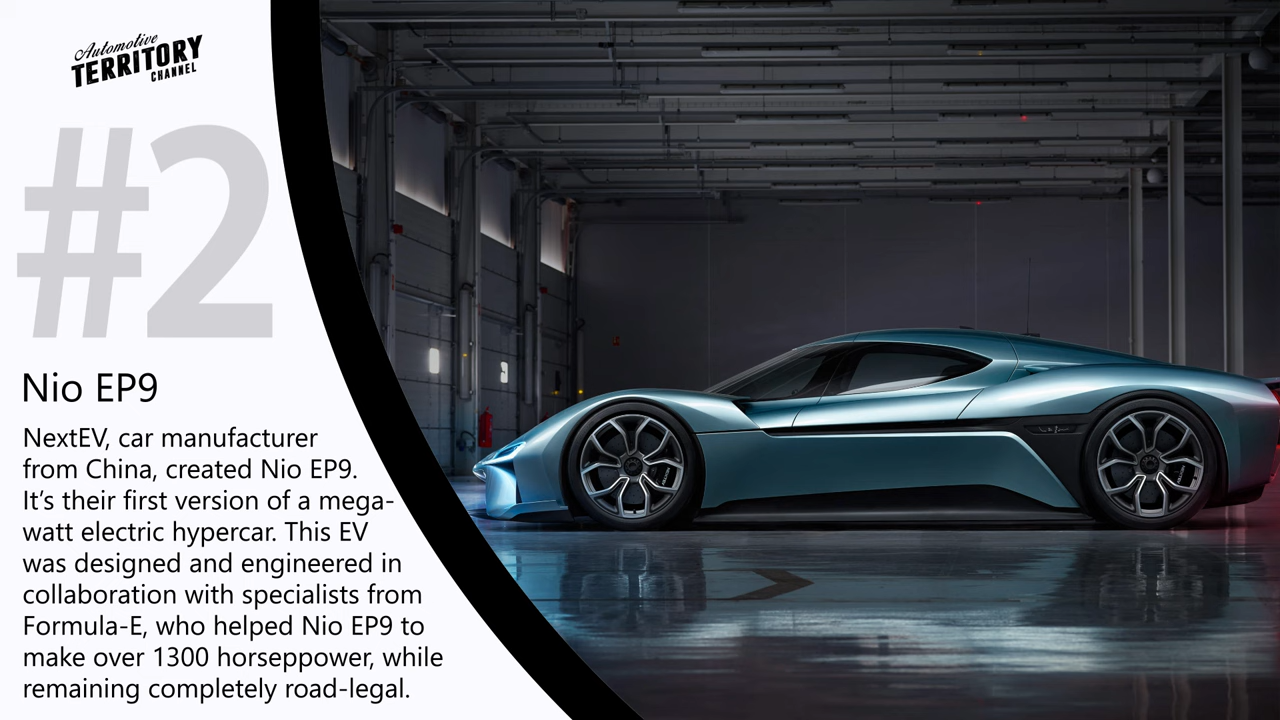 Automotive
TERRITORY
CHANNEL
#2
Nio EP9
NextEV, car manufacturer
from China, created Nio EP9.
It’s their first version of a mega-
watt electric hypercar. This EV
was designed and engineered in
collaboration with specialists from
Formula-E, who helped Nio EP9 to
make over 1300 horseppower, while
remaining completely road-legal.
9